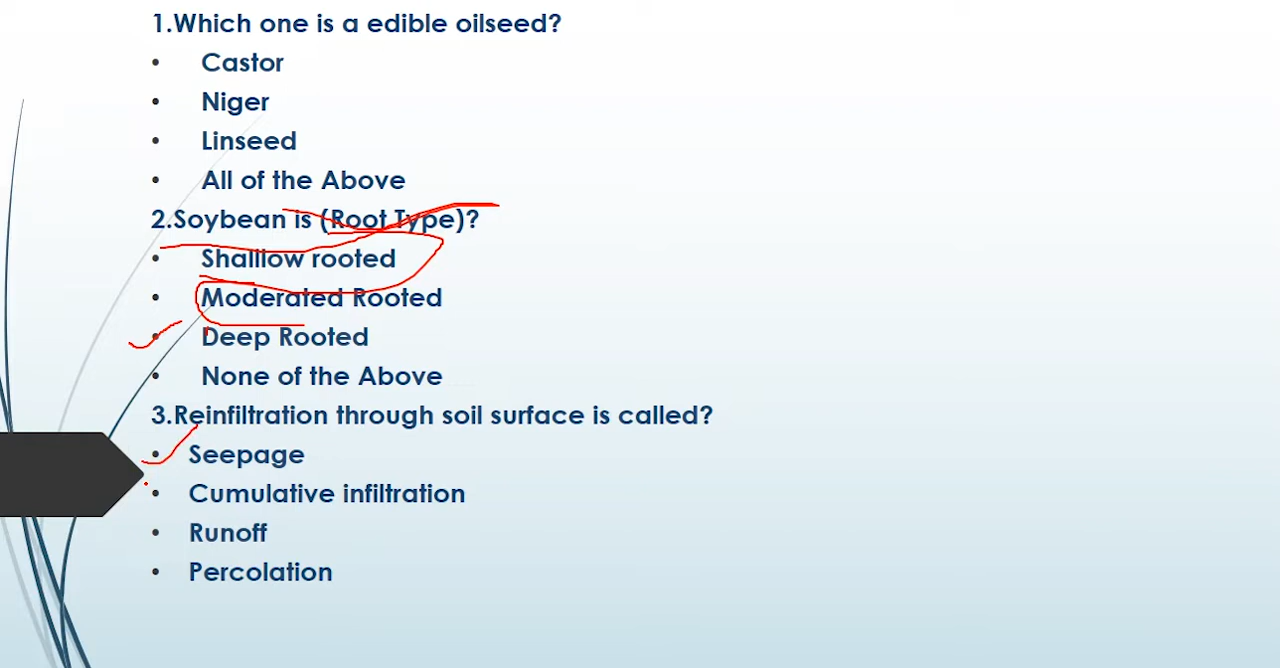 1.Which one is a edible oilseed?
• Castor
• Niger
• Linseed
• All of the Above
2.Soybean is (Root Type)?
• Shalllow rooted
• Moderated Rooted
• Deep Rooted
• None of the Above
3.Reinfiltration through soil surface is called?
• Seepage
• Cumulative infiltration
• Runoff
• Percolation